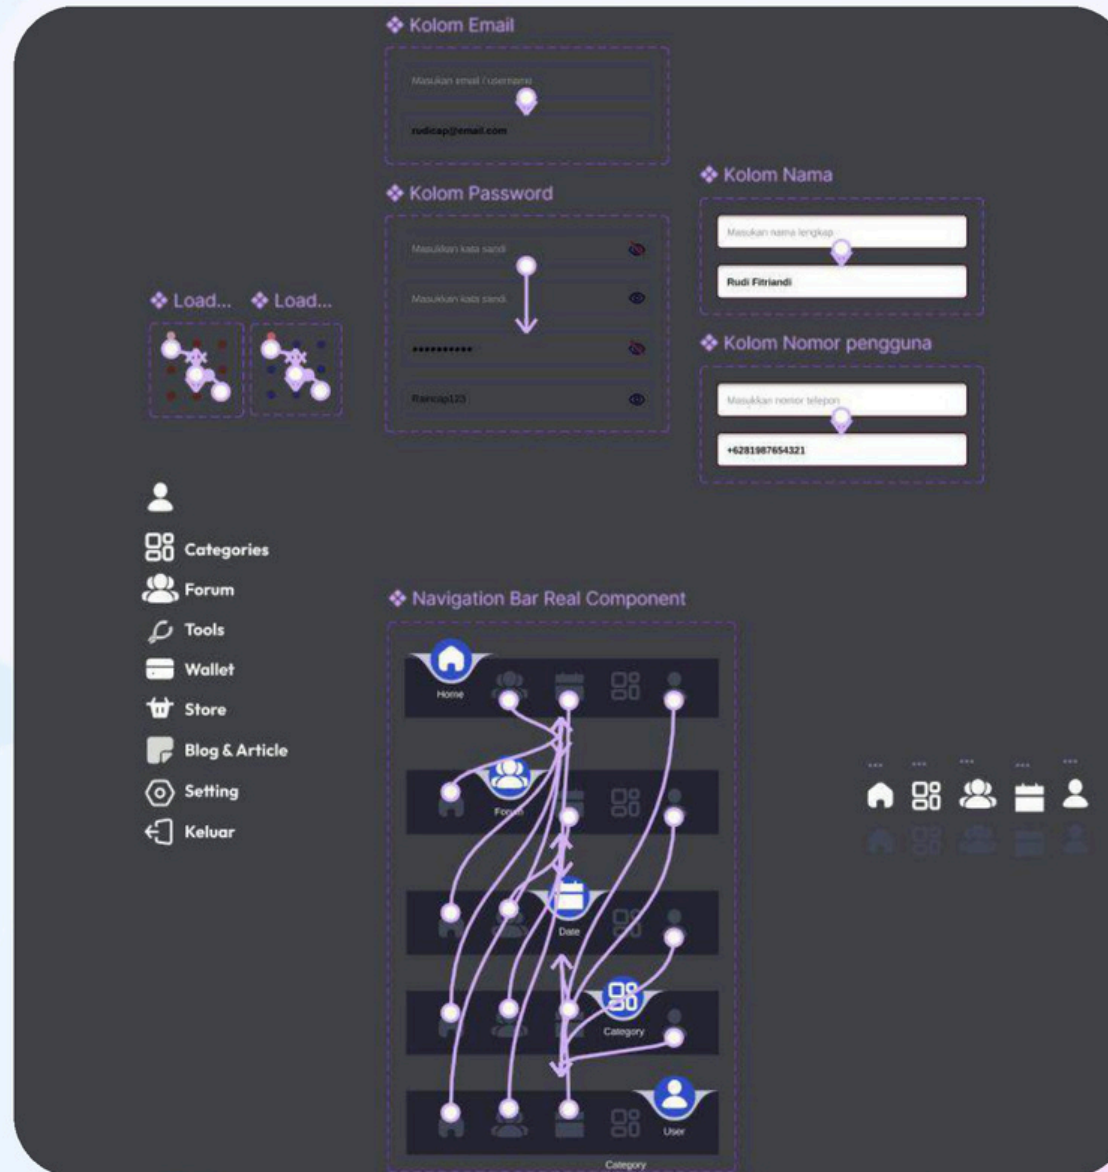 Kolom Email
Masukan email / username
rudicap@email.com
Kolom Password
Masukkan kata sandi
Masukkan kata sandi
••••••••••
Raincap123
Kolom Nama
Masukan nama lengkap
Rudi Fitriandi
Kolom Nomor pengguna
Masukkan nomor telepon
+6281987654321
Load...
Load...
Categories
Forum
Tools
Wallet
Store
Blog & Article
Setting
Keluar
Navigation Bar Real Component
Home
Forum
Date
Category
User
Category
...
...
...
...
...